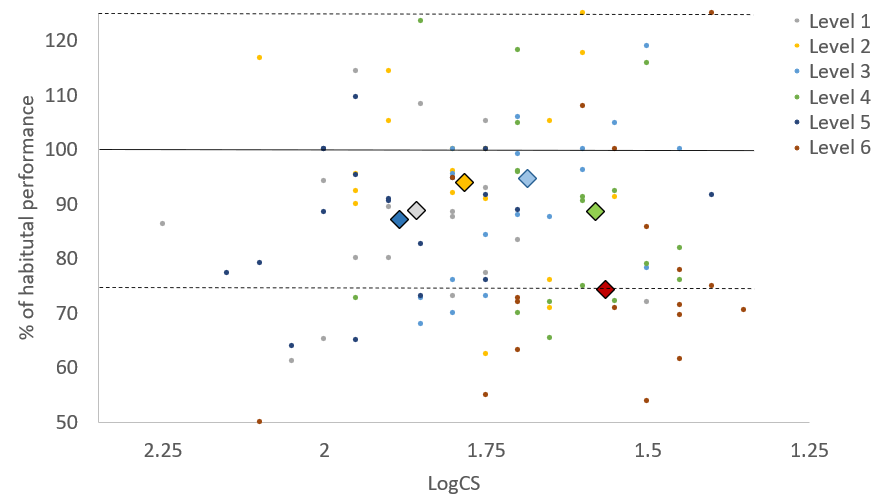 120
110
100
90
80
70
60
50
% of habitutal performance
2.25 2 1.75 1.5 1.25
LogCS
Level 1
Level 2
Level 3
Level 4
Level 5
Level 6